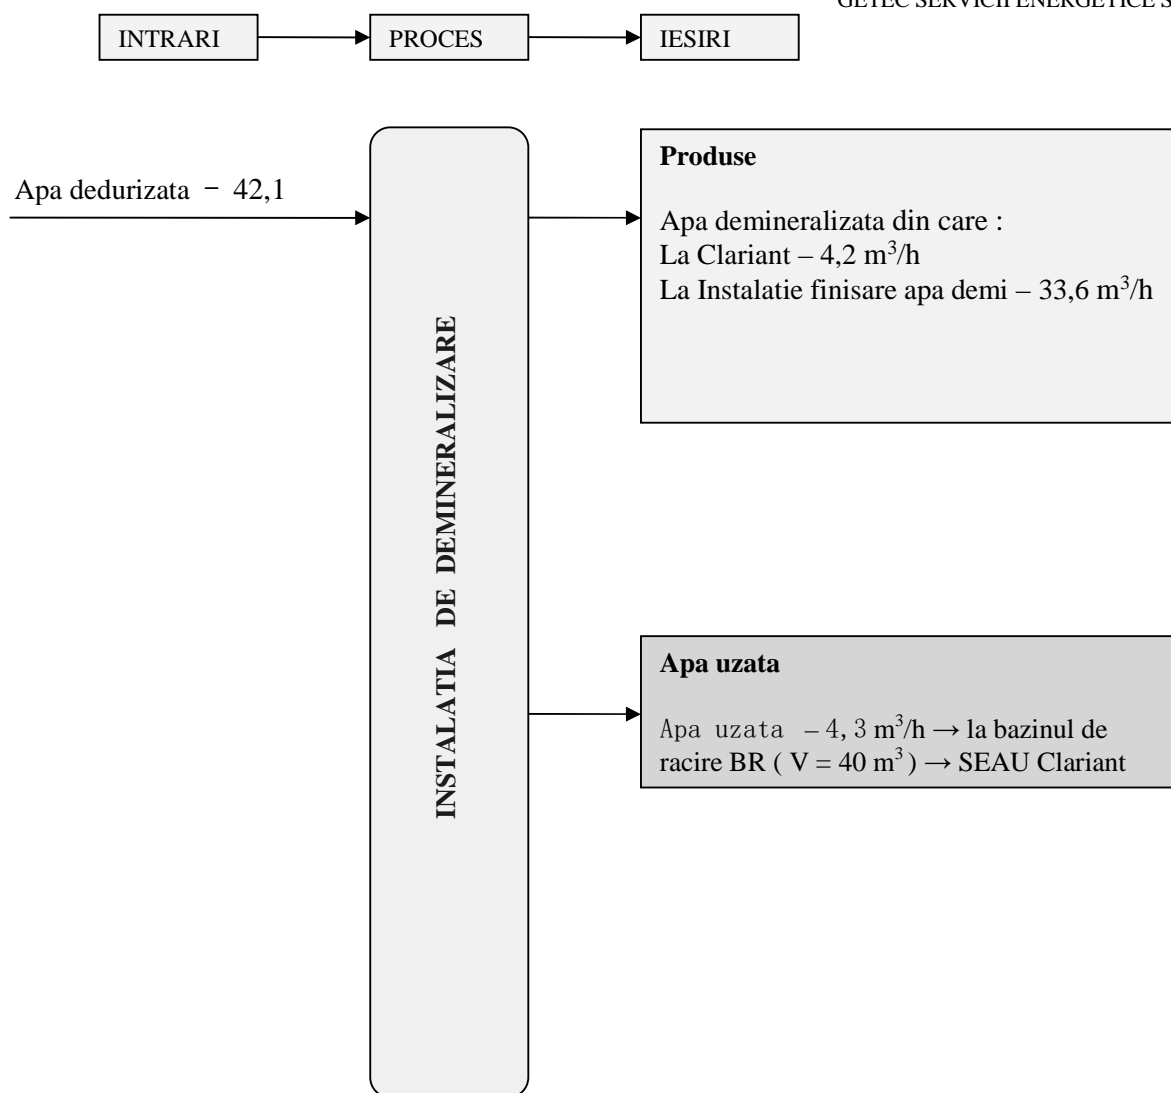 GETEC SERVICII ENERGETICE S
INTRARI
PROCES
IESIRI
Apa dedurizata – 42,1
INSTALATIA DE DEMINERALIZARE
Produse
Apa demineralizata din care :
La Clariant – 4,2 m³/h
La Instalatie finisare apa demi – 33,6 m³/h
Apa uzata
Apa uzata – 4, 3 m³/h → la bazinul de
racire BR ( V = 40 m³ ) → SEAU Clariant